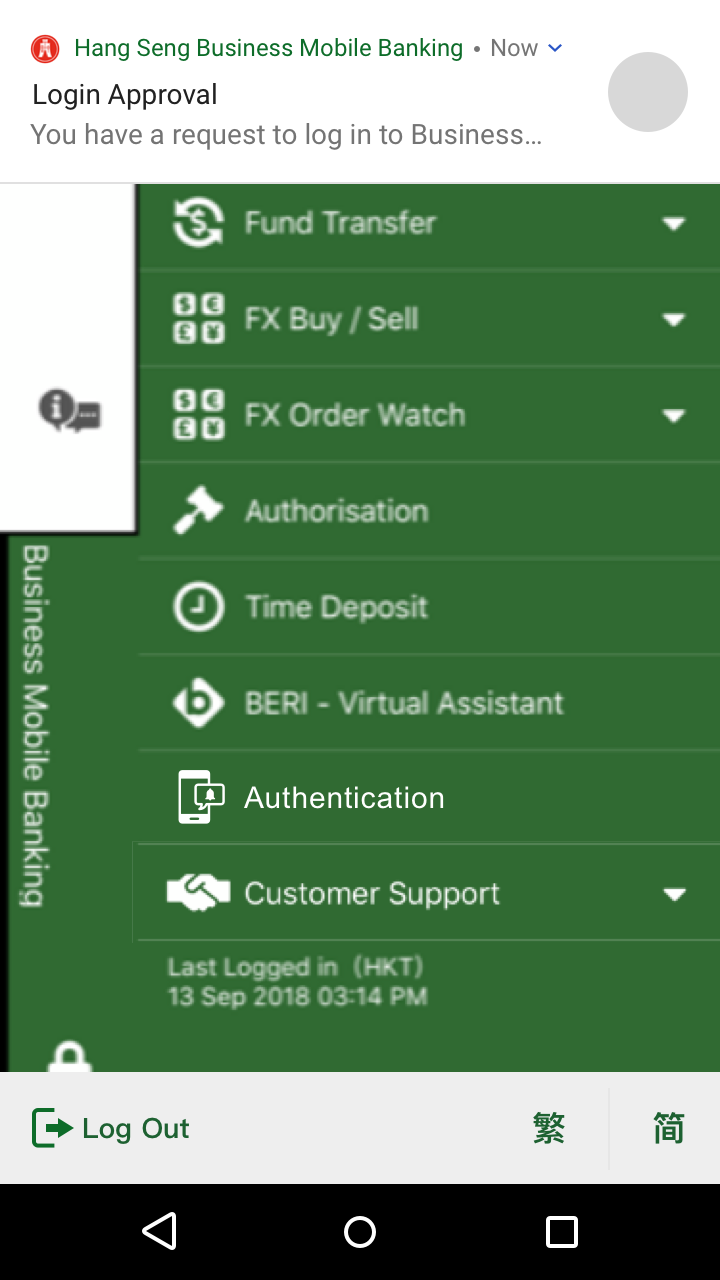 Hang Seng Business Mobile Banking • Now
Login Approval
You have a request to log in to Business...
Fund Transfer
FX Buy / Sell
FX Order Watch
Authorisation
Time Deposit
BERI - Virtual Assistant
Authentication
Customer Support
Last Logged in（HKT）
13 Sep 2018 03:14 PM
Business Mobile Banking
Log Out
繁
简